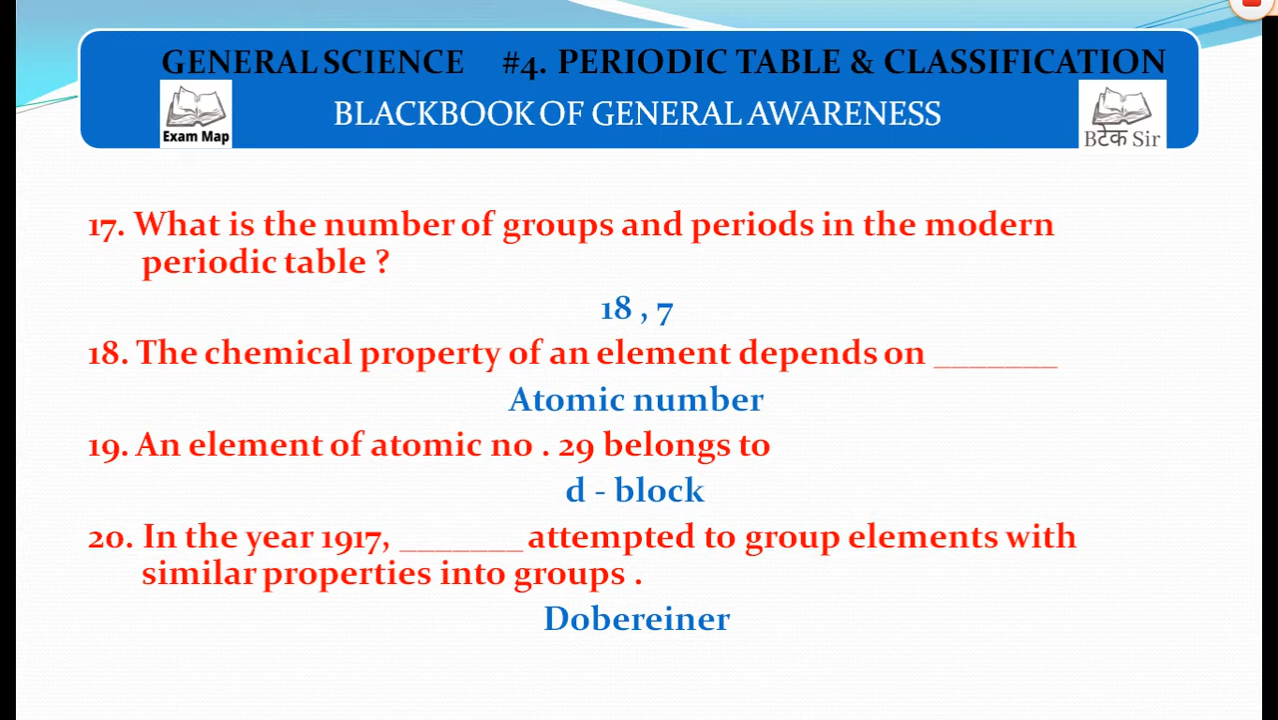 GENERAL SCIENCE #4. PERIODIC TABLE & CLASSIFICATION
BLACKBOOK OF GENERAL AWARENESS
Exam Map
Bटेक Sir
17. What is the number of groups and periods in the modern
periodic table ?
18 , 7
18. The chemical property of an element depends on _______
Atomic number
19. An element of atomic no . 29 belongs to
d - block
20. In the year 1917, _______ attempted to group elements with
similar properties into groups .
Dobereiner